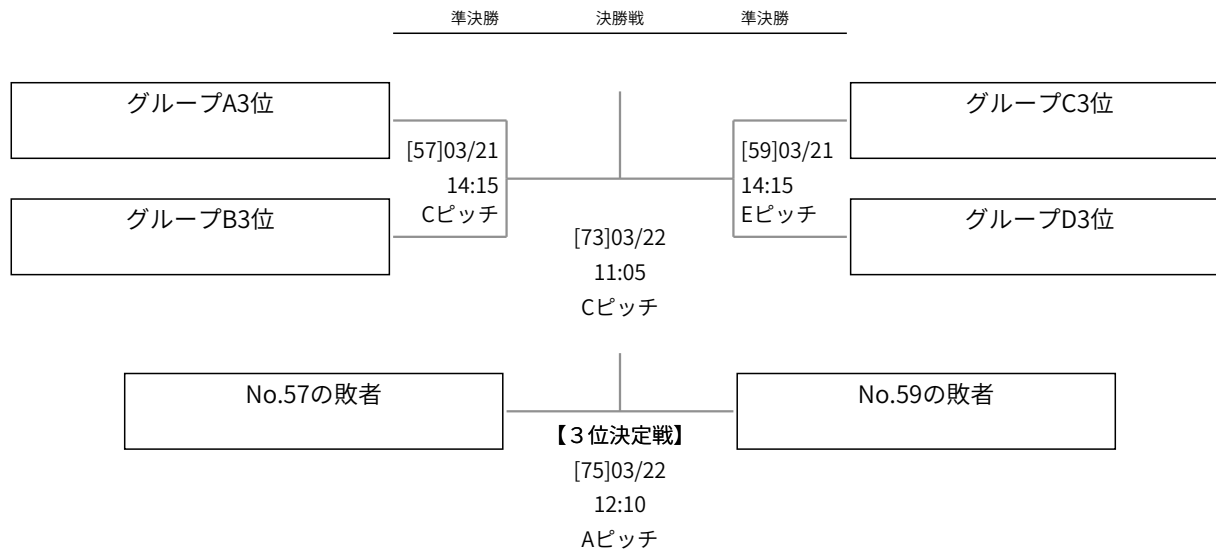 準決勝 決勝戦 準決勝
グループA3位
グループC3位
[57]03/21
14:15
Cピッチ
[59]03/21
14:15
Eピッチ
グループB3位
グループD3位
[73]03/22
11:05
Cピッチ
No.57の敗者
No.59の敗者
【３位決定戦】
[75]03/22
12:10
Aピッチ